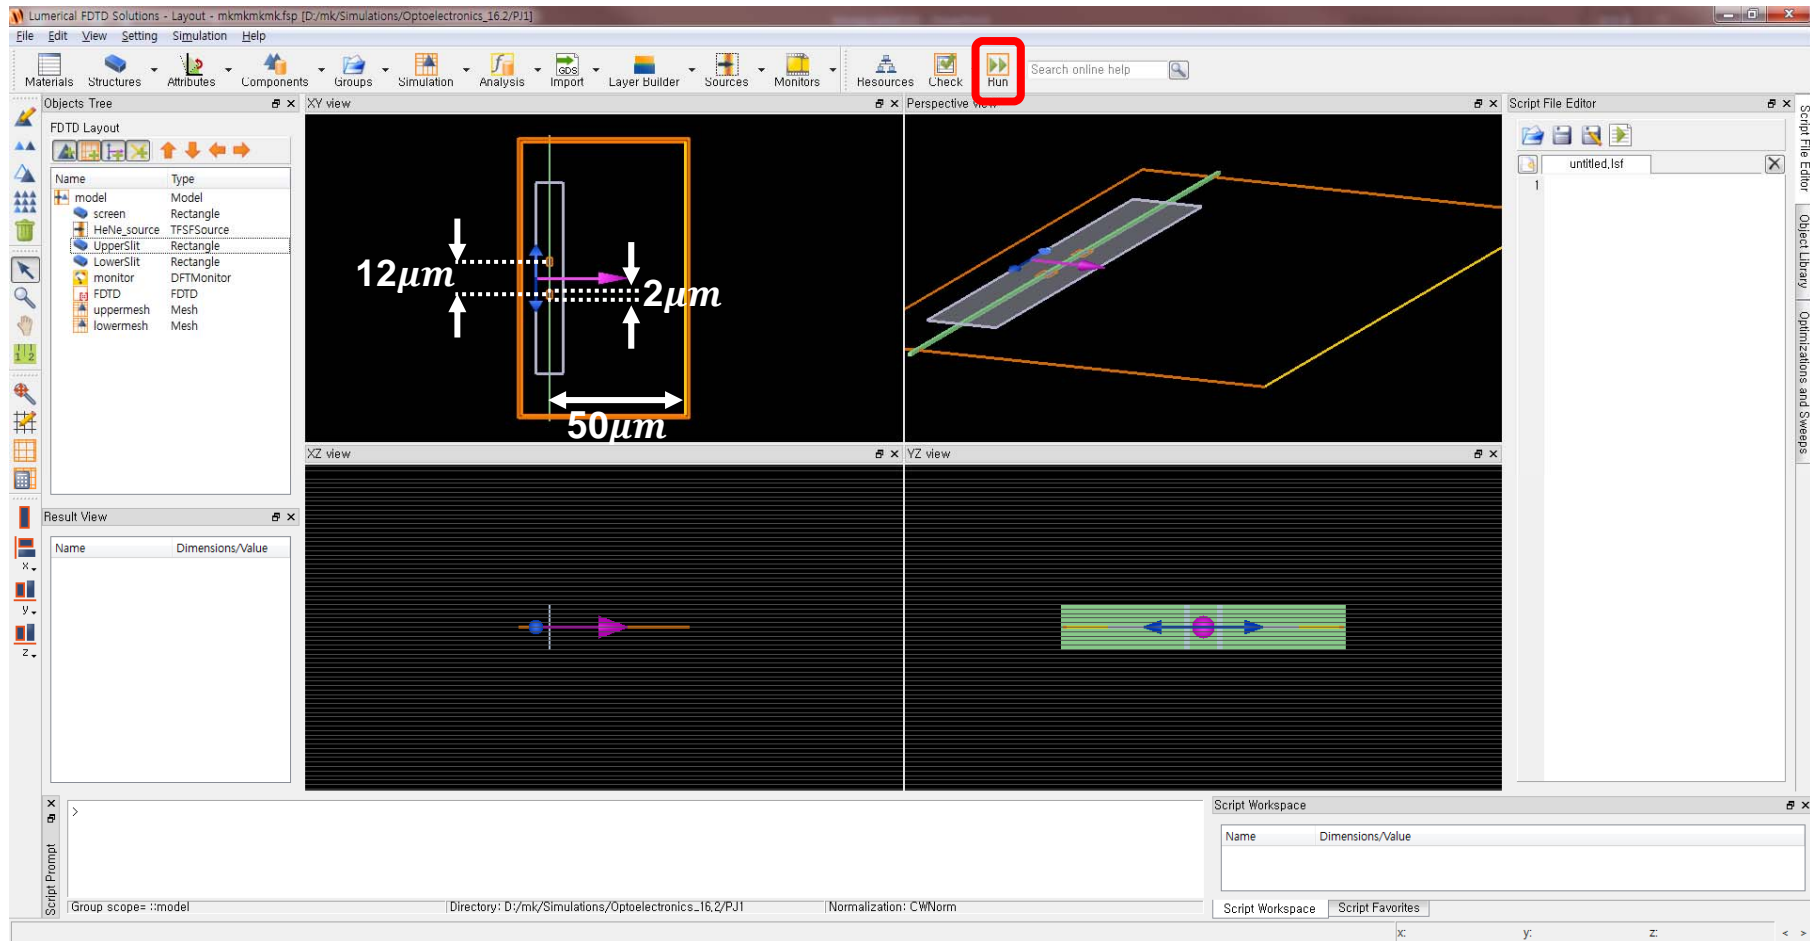 Lumerical FDTD Solutions - Layout - mkmkmkmk.fsp [D:/mk/Simulations/Optoelectronics_16.2/PJ1]
File Edit View Setting Simulation Help
Materials Structures Attributes Components Groups Simulation Analysis Import Layer Builder Sources Monitors Resources Check Run Search online help
GDS
Objects Tree
XY view
Perspective view
Script File Editor
FDTD Layout
Name Type
model Model
screen Rectangle
HeNe_source TFSFSource
UpperSlit Rectangle
LowerSlit Rectangle
monitor DFTMonitor
FDTD FDTD
uppermesh Mesh
lowermesh Mesh
12μm
2μm
50μm
untitled.lsf
1
Script File Editor
Object Library
Optimizations and Sweeps
XZ view
YZ view
Result View
Name Dimensions/Value
x
y
z
>
Script Prompt
Group scope= ::model
Directory: D:/mk/Simulations/Optoelectronics_16.2/PJ1
Normalization: CWNorm
Script Workspace
Name Dimensions/Value
Script Workspace Script Favorites
x: y: z: